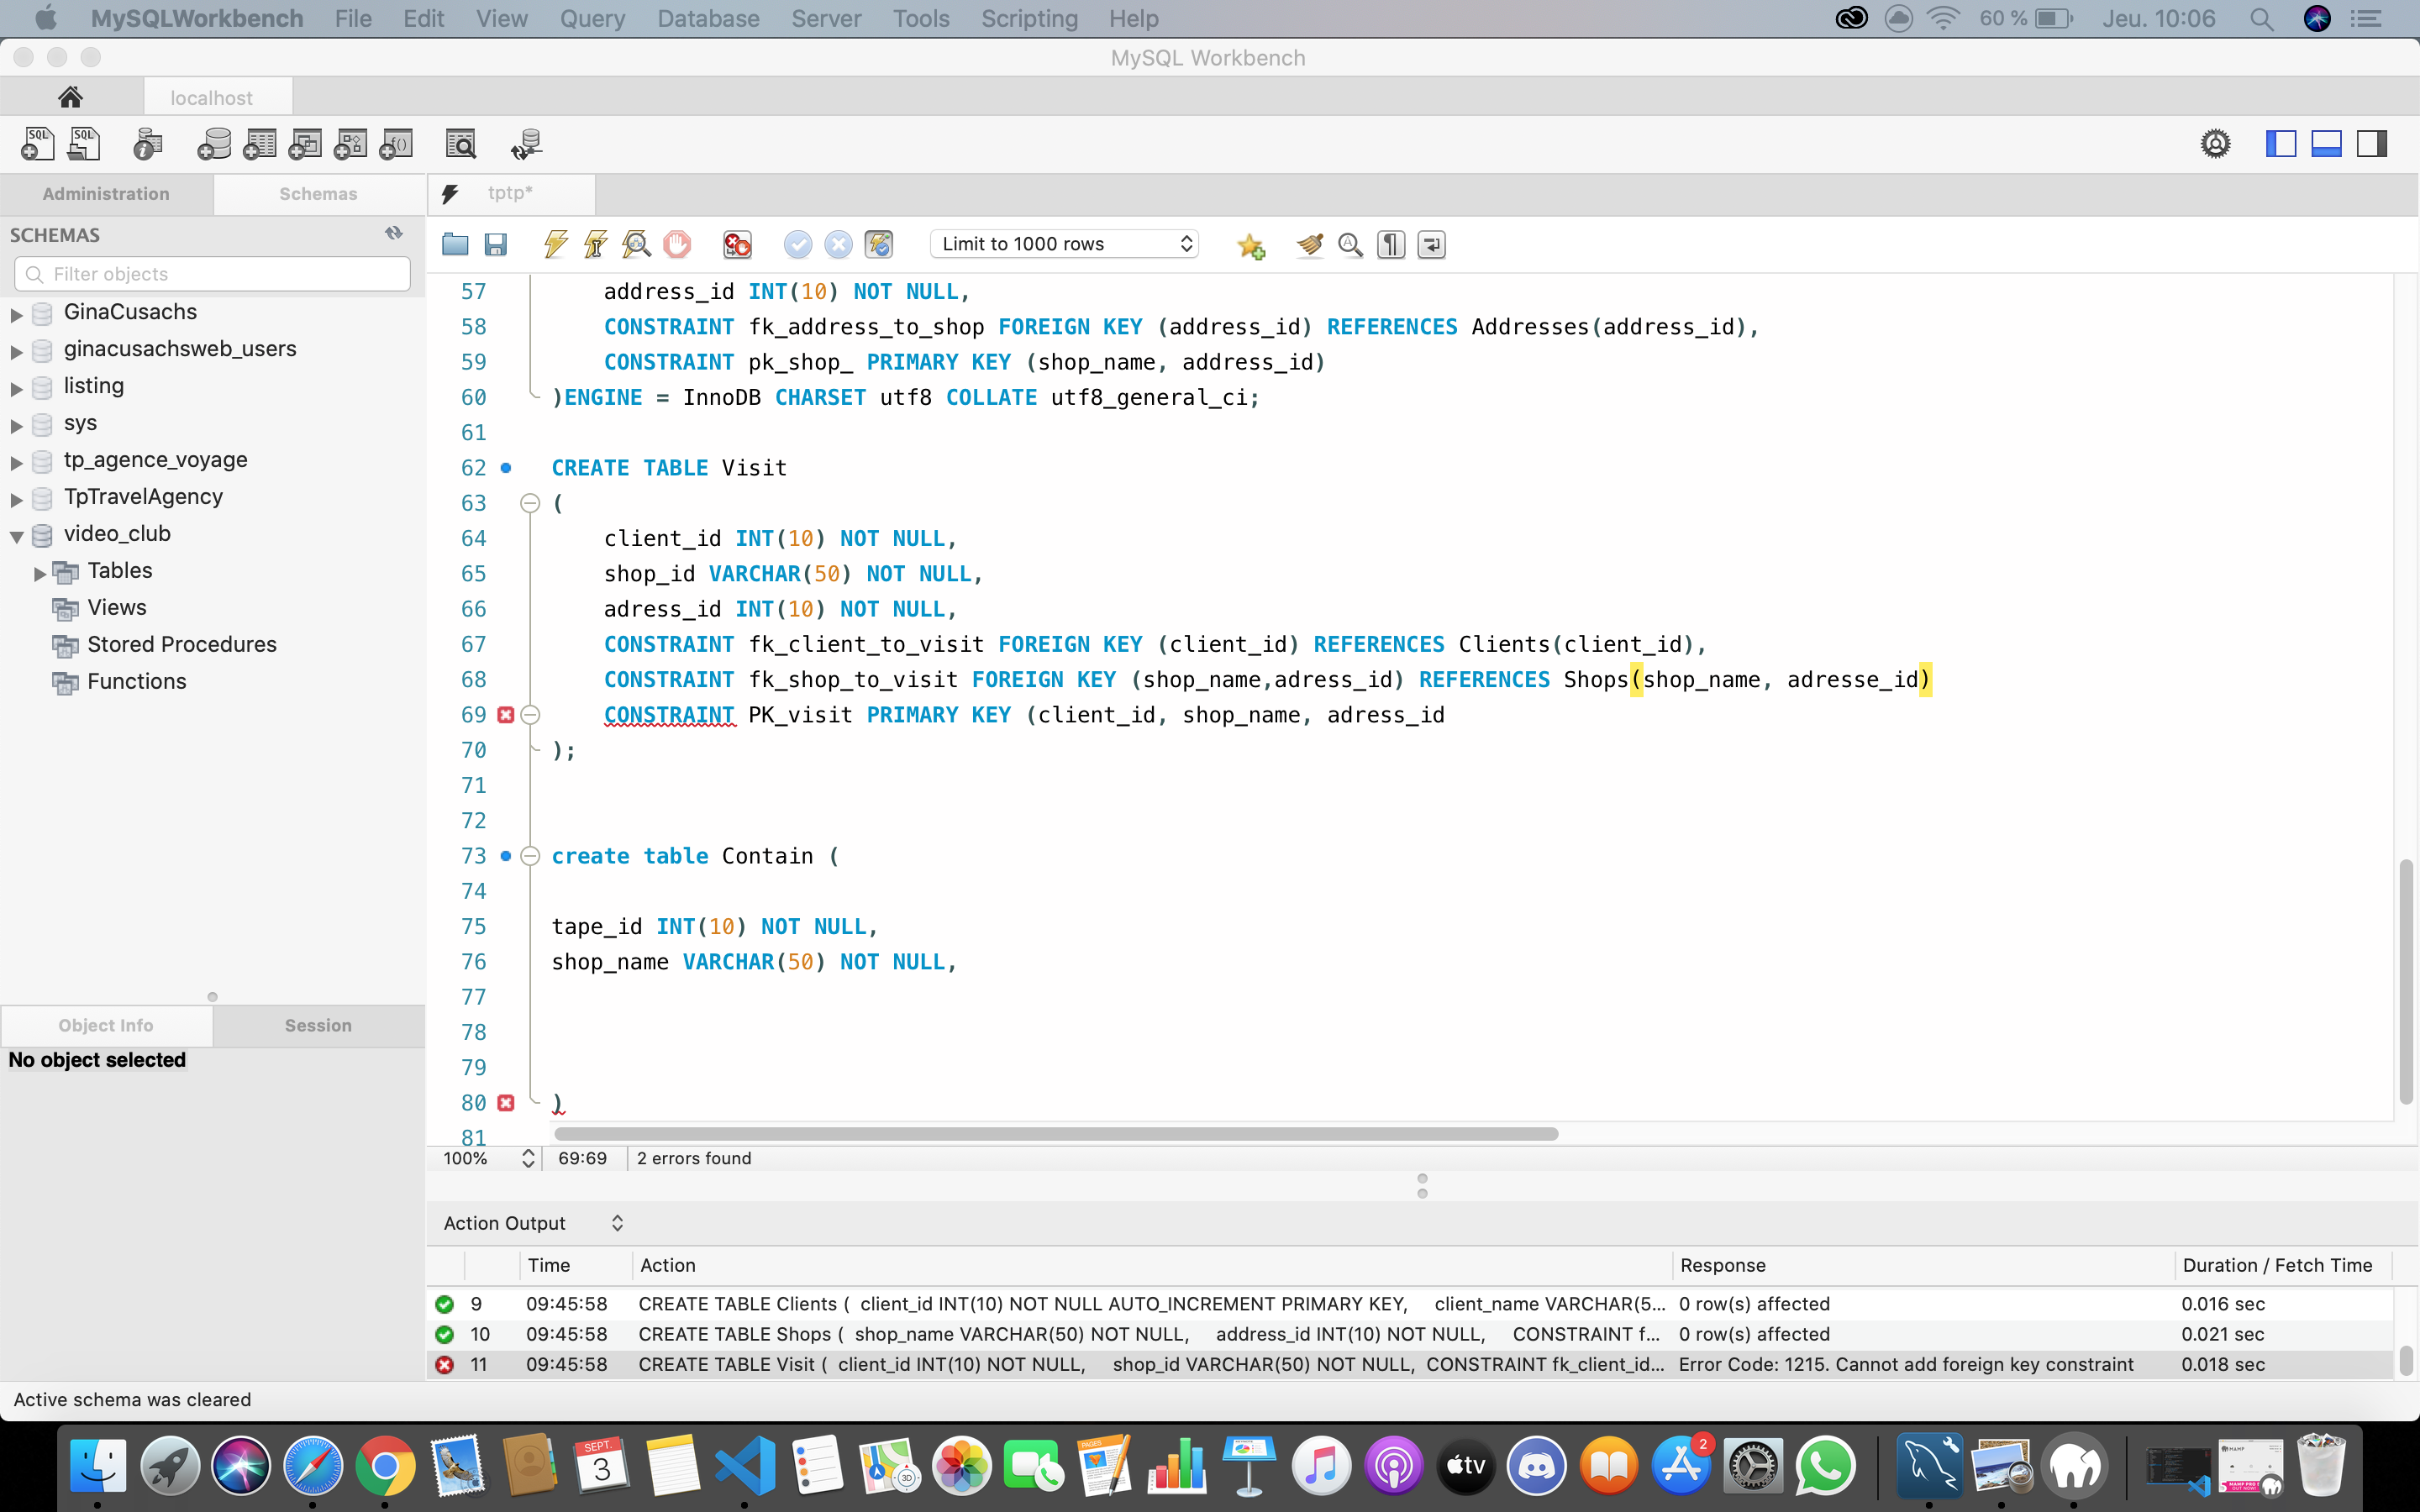 MySQLWorkbench File Edit View Query Database Server Tools Scripting Help 60 % Jeu. 10:06
MySQL Workbench
localhost
SQL SQL
Administration Schemas tptp*
SCHEMAS
Limit to 1000 rows
Filter objects
GinaCusachs
ginacusachsweb_users
listing
sys
tp_agence_voyage
TpTravelAgency
video_club
Tables
Views
Stored Procedures
Functions
57 address_id INT(10) NOT NULL,
58 CONSTRAINT fk_address_to_shop FOREIGN KEY (address_id) REFERENCES Addresses(address_id),
59 CONSTRAINT pk_shop_ PRIMARY KEY (shop_name, address_id)
60 )ENGINE = InnoDB CHARSET utf8 COLLATE utf8_general_ci;
61
62 CREATE TABLE Visit
63 (
64 client_id INT(10) NOT NULL,
65 shop_id VARCHAR(50) NOT NULL,
66 adress_id INT(10) NOT NULL,
67 CONSTRAINT fk_client_to_visit FOREIGN KEY (client_id) REFERENCES Clients(client_id),
68 CONSTRAINT fk_shop_to_visit FOREIGN KEY (shop_name,adress_id) REFERENCES Shops(shop_name, adresse_id)
69 CONSTRAINT PK_visit PRIMARY KEY (client_id, shop_name, adress_id
70 );
71
72
73 create table Contain (
74
75 tape_id INT(10) NOT NULL,
76 shop_name VARCHAR(50) NOT NULL,
77
78
79
80 )
81
Object Info Session
No object selected
100% 69:69 2 errors found
Action Output
Time Action Response Duration / Fetch Time
9 09:45:58 CREATE TABLE Clients ( client_id INT(10) NOT NULL AUTO_INCREMENT PRIMARY KEY, client_name VARCHAR(5... 0 row(s) affected 0.016 sec
10 09:45:58 CREATE TABLE Shops ( shop_name VARCHAR(50) NOT NULL, address_id INT(10) NOT NULL, CONSTRAINT f... 0 row(s) affected 0.021 sec
11 09:45:58 CREATE TABLE Visit ( client_id INT(10) NOT NULL, shop_id VARCHAR(50) NOT NULL, CONSTRAINT fk_client_id... Error Code: 1215. Cannot add foreign key constraint 0.018 sec
Active schema was cleared
SEPT.
3
3D
PAGES
tv
2
MAMP